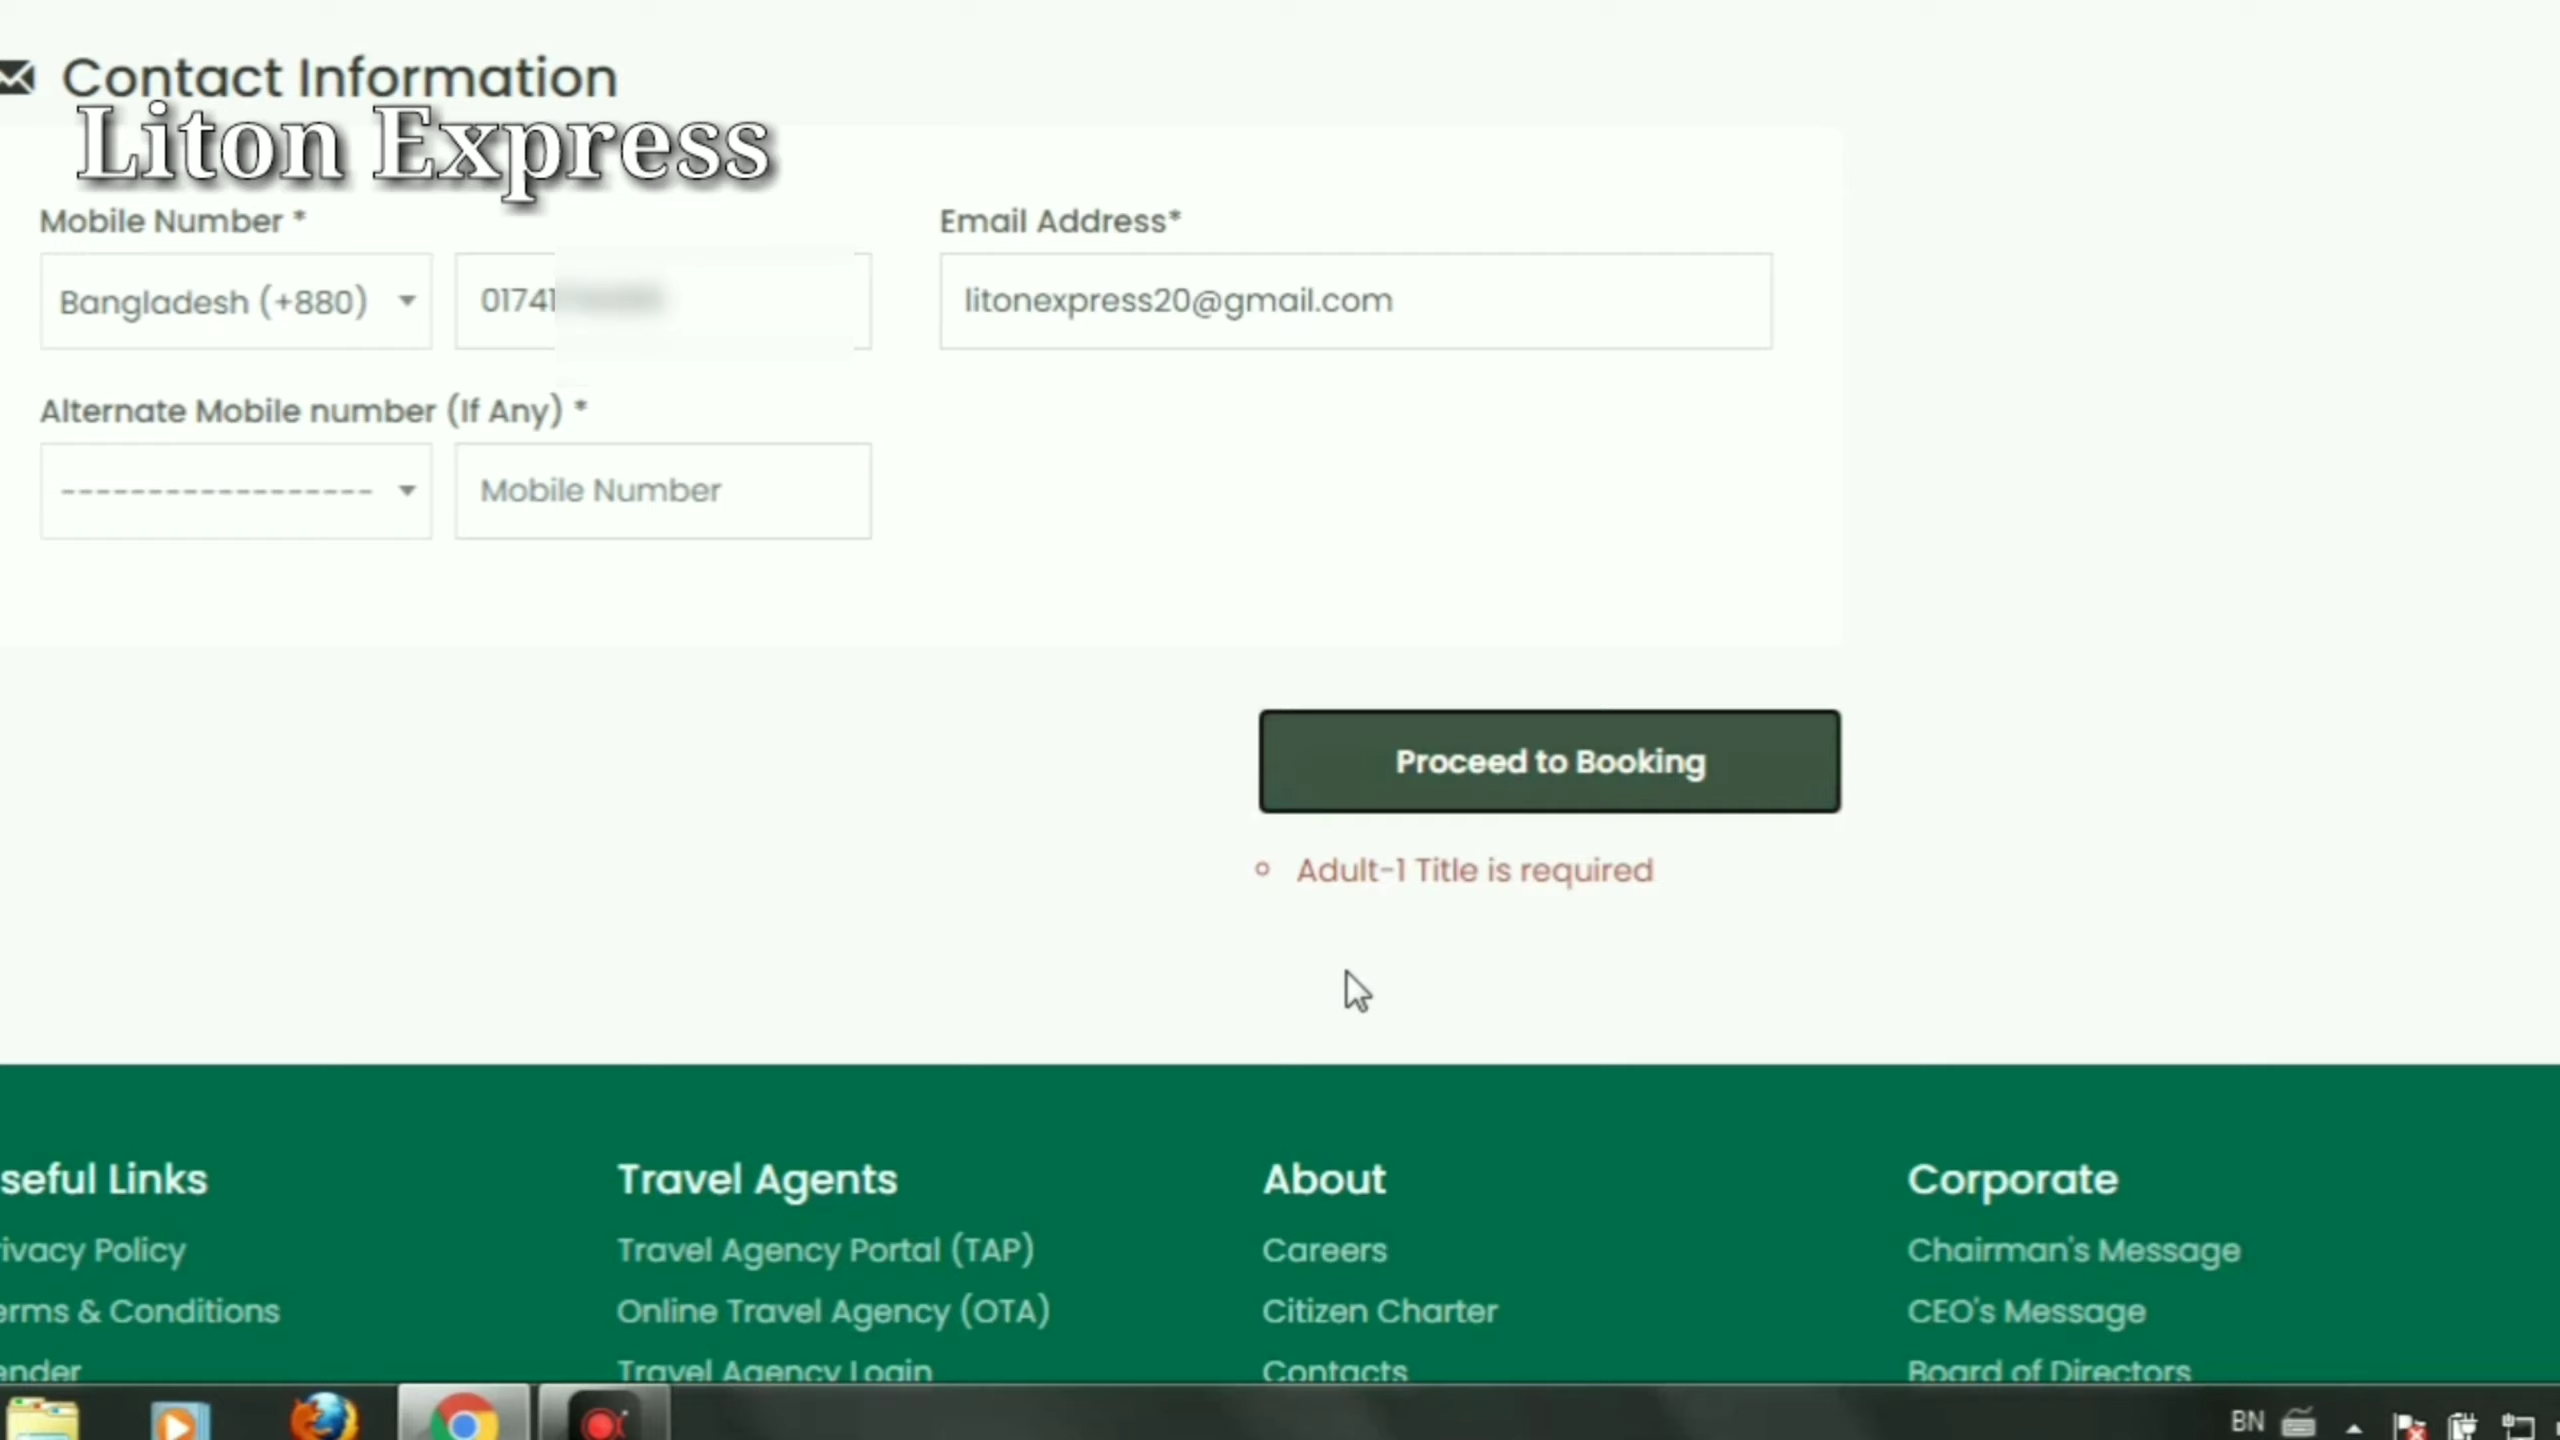 Contact Information
Liton Express
Mobile Number *
Email Address*
Bangladesh (+880)
01741
litonexpress20@gmail.com
Alternate Mobile number (If Any) *
------------------
Mobile Number
Proceed to Booking
Adult-1 Title is required
seful Links
Travel Agents
About
Corporate
ivacy Policy
Travel Agency Portal (TAP)
Careers
Chairman's Message
erms & Conditions
Online Travel Agency (OTA)
Citizen Charter
CEO's Message
ender
Travel Agency Login
Contacts
Board of Directors
BN